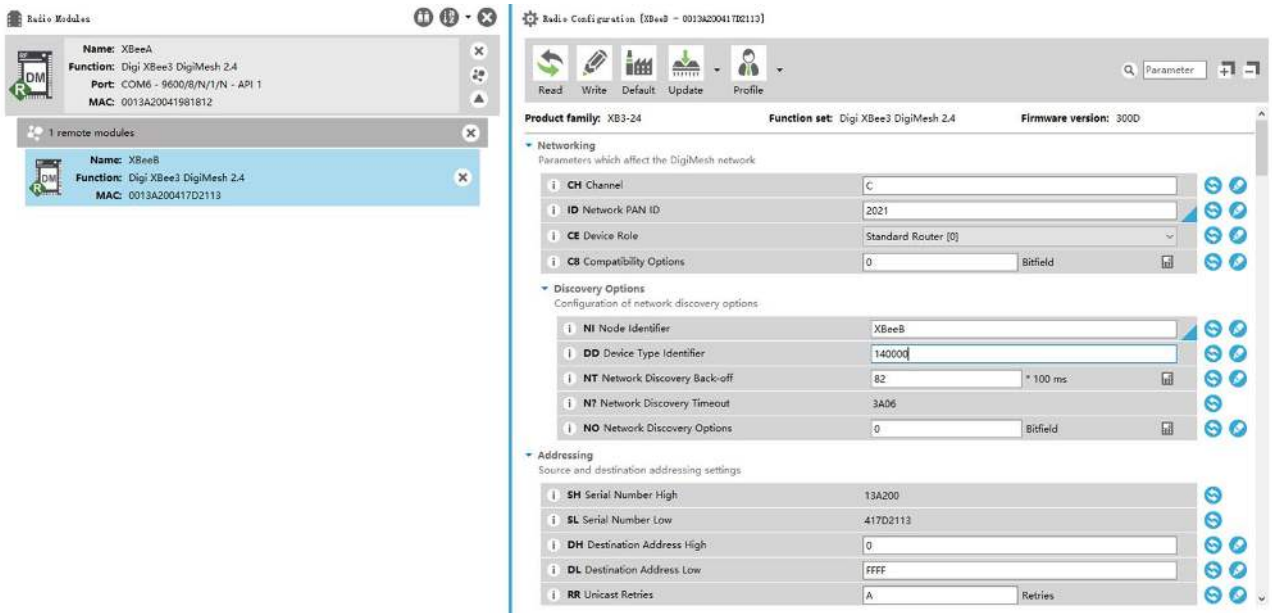 Radio Modules
Name: XBeeA
Function: Digi XBee3 DigiMesh 2.4
Port: COM6 - 9600/8/N/1/N - API 1
MAC: 0013A20041981812
DM
R
1 remote modules
Name: XBeeB
Function: Digi XBee3 DigiMesh 2.4
MAC: 0013A200417D2113
DM
R
Radio Configuration [XBeeB - 0013A200417D2113]
Read Write Default Update Profile
Parameter
Product family: XB3-24 Function set: Digi XBee3 DigiMesh 2.4 Firmware version: 300D
Networking
Parameters which affect the DigiMesh network
i CH Channel C
i ID Network PAN ID 2021
i CE Device Role Standard Router [0]
i C8 Compatibility Options 0 Bitfield
Discovery Options
Configuration of network discovery options
i NI Node Identifier XBeeB
i DD Device Type Identifier 140000
i NT Network Discovery Back-off 82 * 100 ms
i N? Network Discovery Timeout 3A06
i NO Network Discovery Options 0 Bitfield
Addressing
Source and destination addressing settings
i SH Serial Number High 13A200
i SL Serial Number Low 417D2113
i DH Destination Address High 0
i DL Destination Address Low FFFF
i RR Unicast Retries A Retries